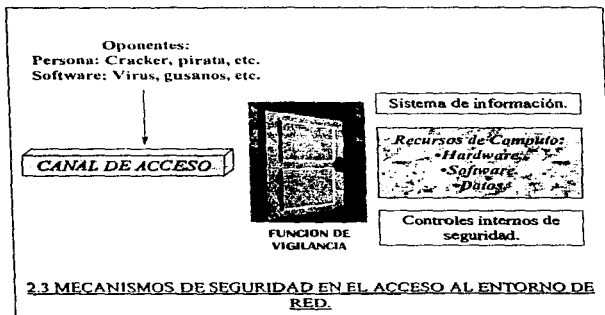 Oponentes:
Persona: Cracker, pirata, etc.
Software: Virus, gusanos, etc.
CANAL DE ACCESO
FUNCION DE
VIGILANCIA
Sistema de información.
Recursos de Computo:
•Hardware
•Software
•Datos
Controles internos de
seguridad.
2.3 MECANISMOS DE SEGURIDAD EN EL ACCESO AL ENTORNO DE
RED.